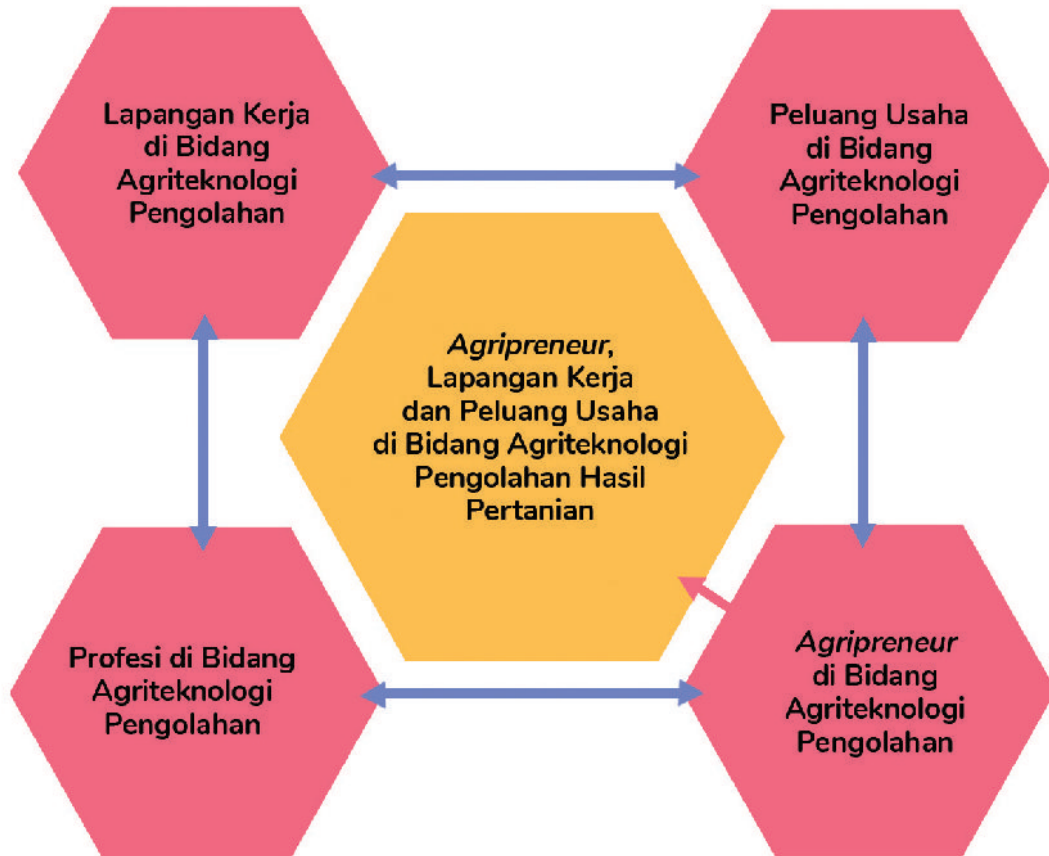 Lapangan Kerja
di Bidang
Agriteknologi
Pengolahan
Peluang Usaha
di Bidang
Agriteknologi
Pengolahan
Agripreneur,
Lapangan Kerja
dan Peluang Usaha
di Bidang Agriteknologi
Pengolahan Hasil
Pertanian
Profesi di Bidang
Agriteknologi
Pengolahan
Agripreneur
di Bidang
Agriteknologi
Pengolahan